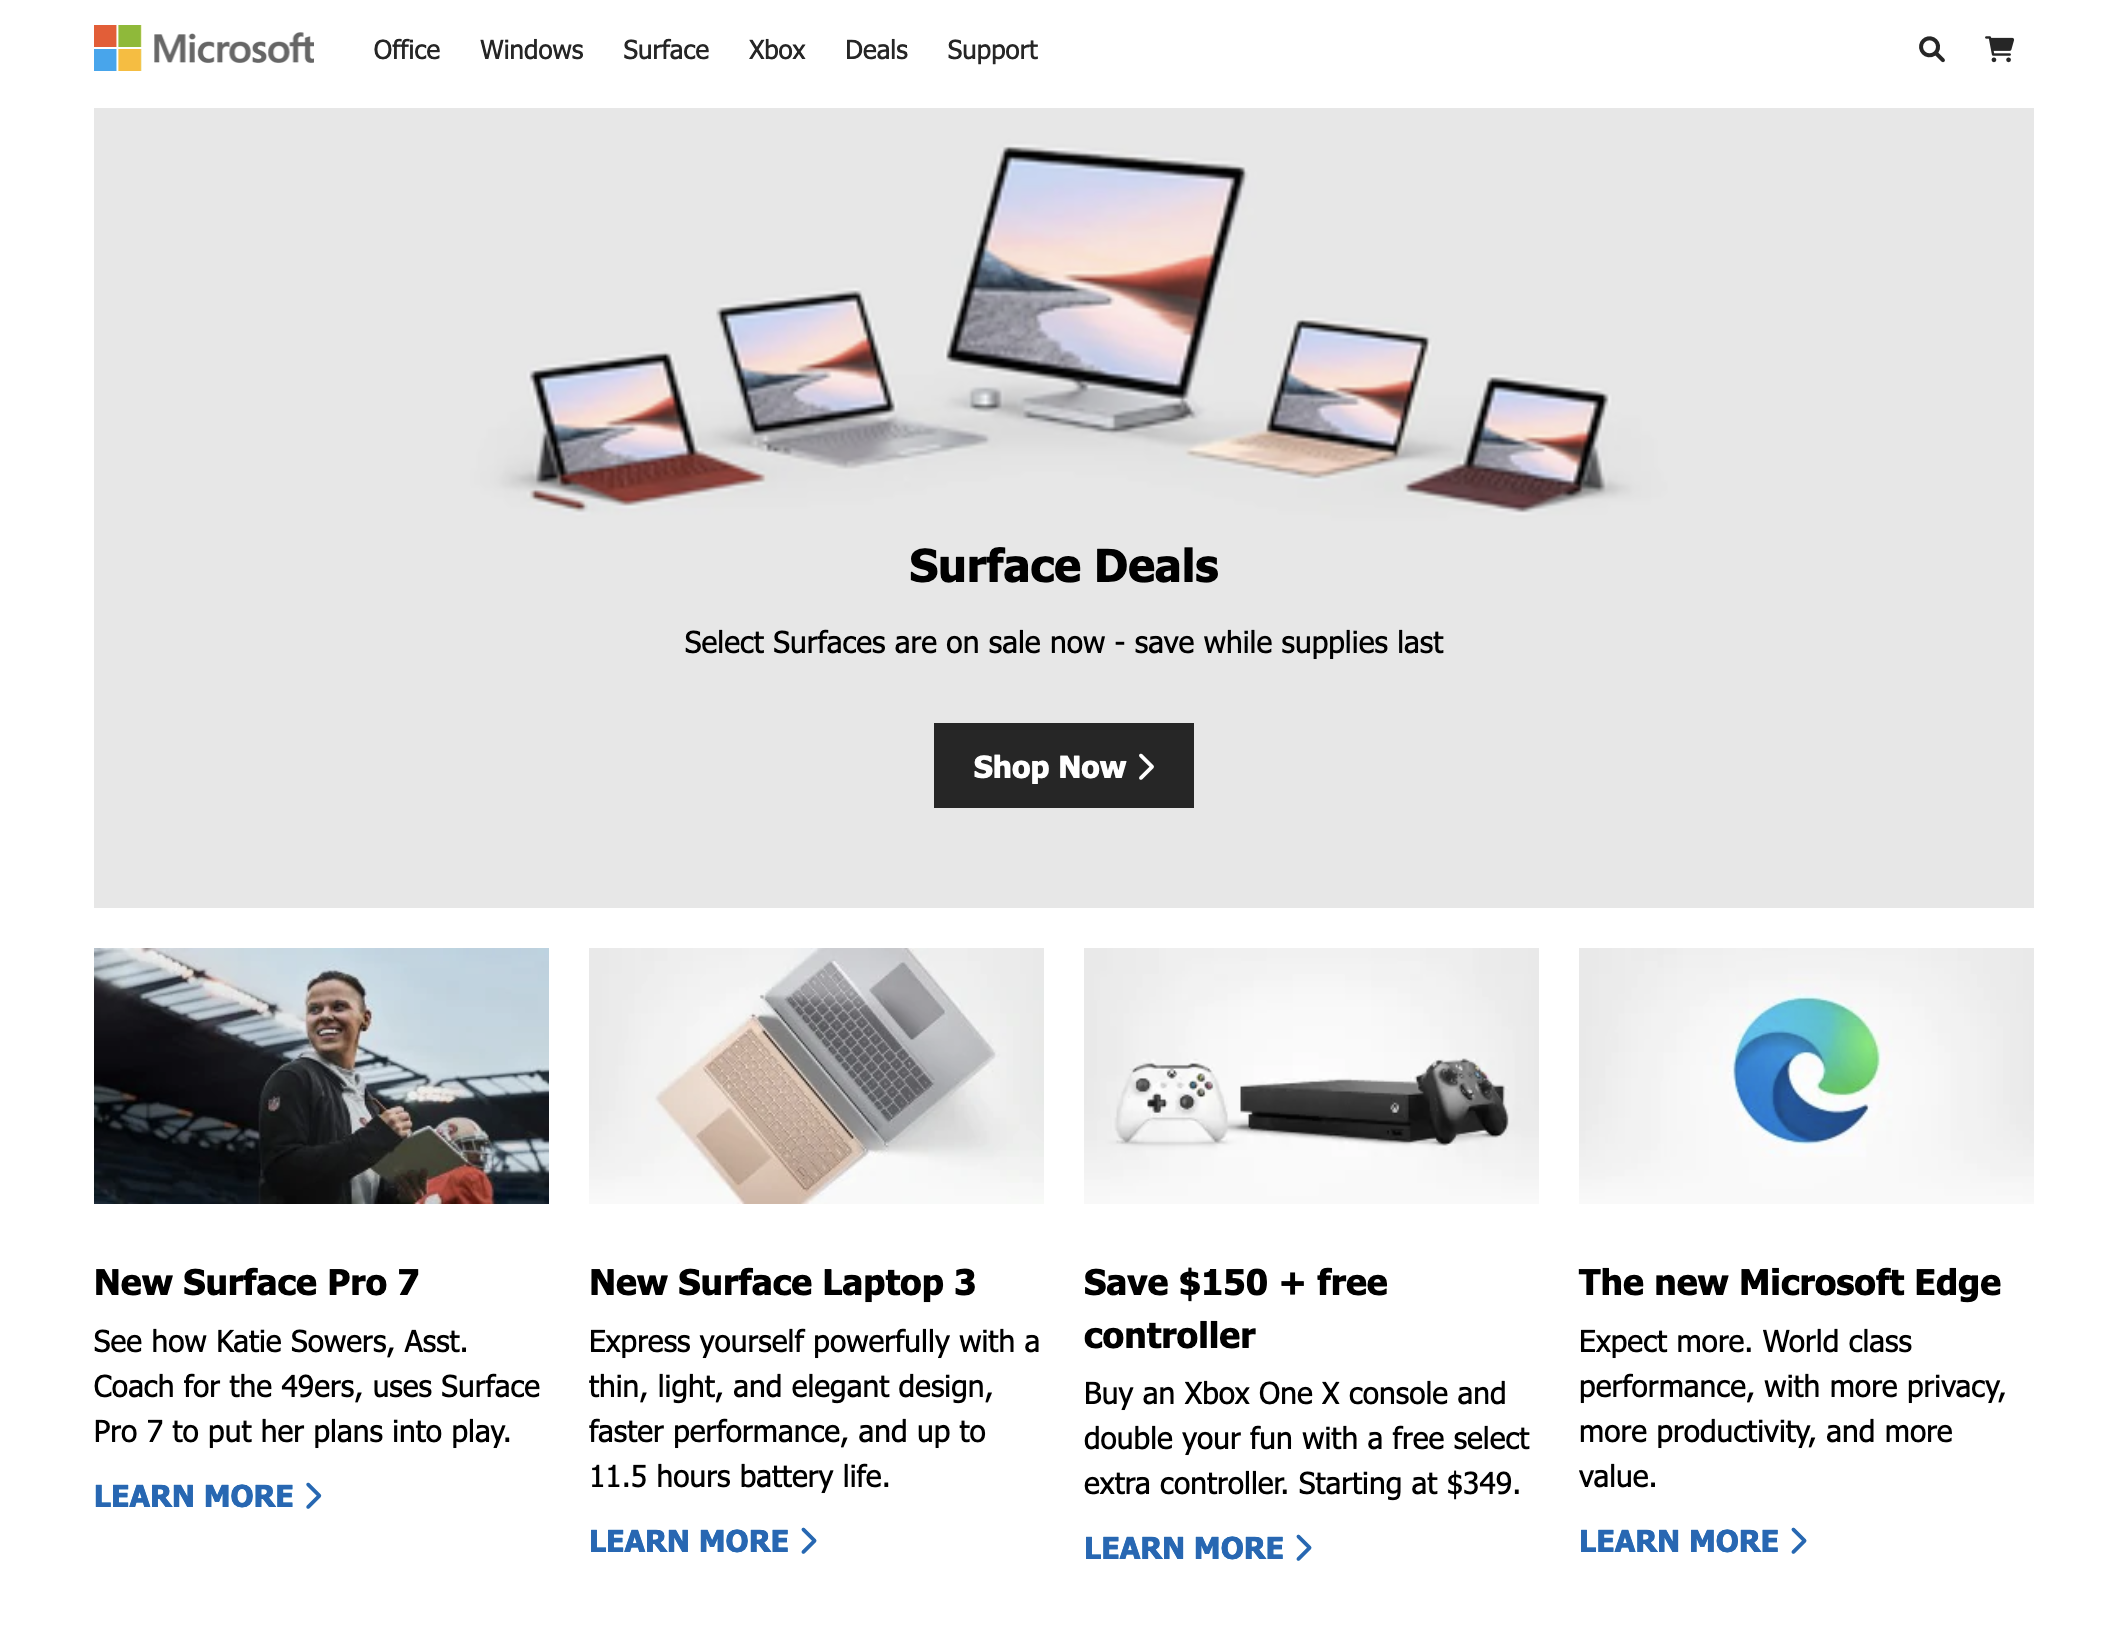 Microsoft Office Windows Surface Xbox Deals Support
Surface Deals
Select Surfaces are on sale now - save while supplies last
Shop Now
New Surface Pro 7
See how Katie Sowers, Asst.
Coach for the 49ers, uses Surface
Pro 7 to put her plans into play.
LEARN MORE
New Surface Laptop 3
Express yourself powerfully with a
thin, light, and elegant design,
faster performance, and up to
11.5 hours battery life.
LEARN MORE
Save $150 + free
controller
Buy an Xbox One X console and
double your fun with a free select
extra controller. Starting at $349.
LEARN MORE
The new Microsoft Edge
Expect more. World class
performance, with more privacy,
more productivity, and more
value.
LEARN MORE